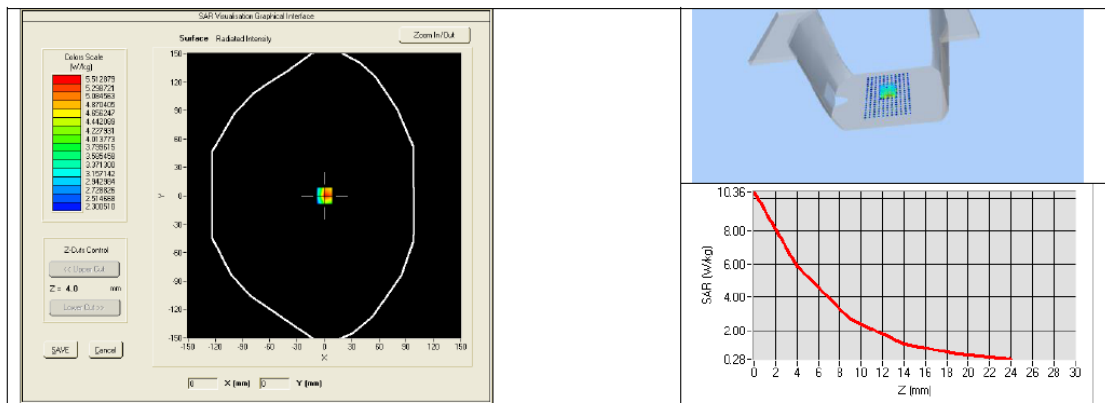 SAR Visualisation Graphical Interface
Surface Radiated Intensity
Zoom In/Out
Colors Scale
(W/kg)
5.512879
5.298721
5.084563
4.870405
4.656247
4.442089
4.227931
4.013773
3.799615
3.585458
3.371300
3.157142
2.942984
2.728826
2.514668
2.300510
150
120
90
60
30
0
-30
-60
-90
-120
-150
Y
-150 -120 -90 -60 -30 0 30 60 90 120 150
X
Z-Cuts Control
<< Upper Cut
Z = 4.0 mm
Lower Cut >>
SAVE Cancel
X (mm) 0 Y (mm)
10.36
8.00
6.00
4.00
2.00
0.28
SAR (W/kg)
0 2 4 6 8 10 12 14 16 18 20 22 24 26 28 30
Z (mm)